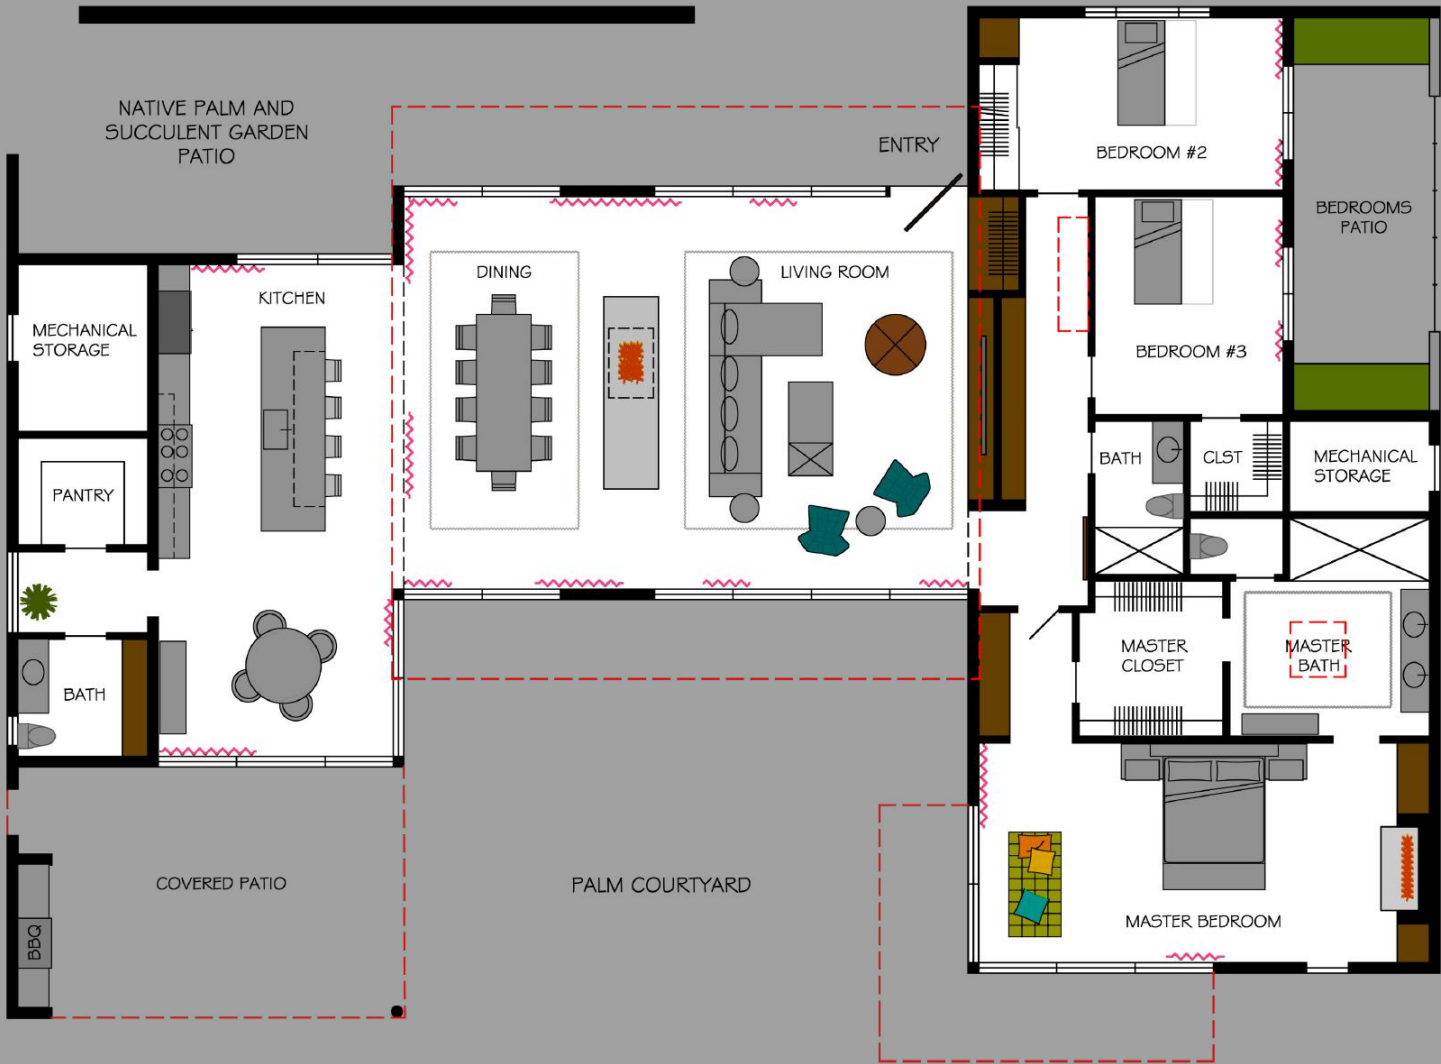 NATIVE PALM AND
SUCCULENT GARDEN
PATIO
ENTRY
BEDROOM #2
BEDROOMS
PATIO
DINING
LIVING ROOM
KITCHEN
MECHANICAL
STORAGE
BEDROOM #3
PANTRY
BATH
CLST
MECHANICAL
STORAGE
MASTER
CLOSET
MASTER
BATH
BATH
COVERED PATIO
PALM COURTYARD
MASTER BEDROOM
BBQ